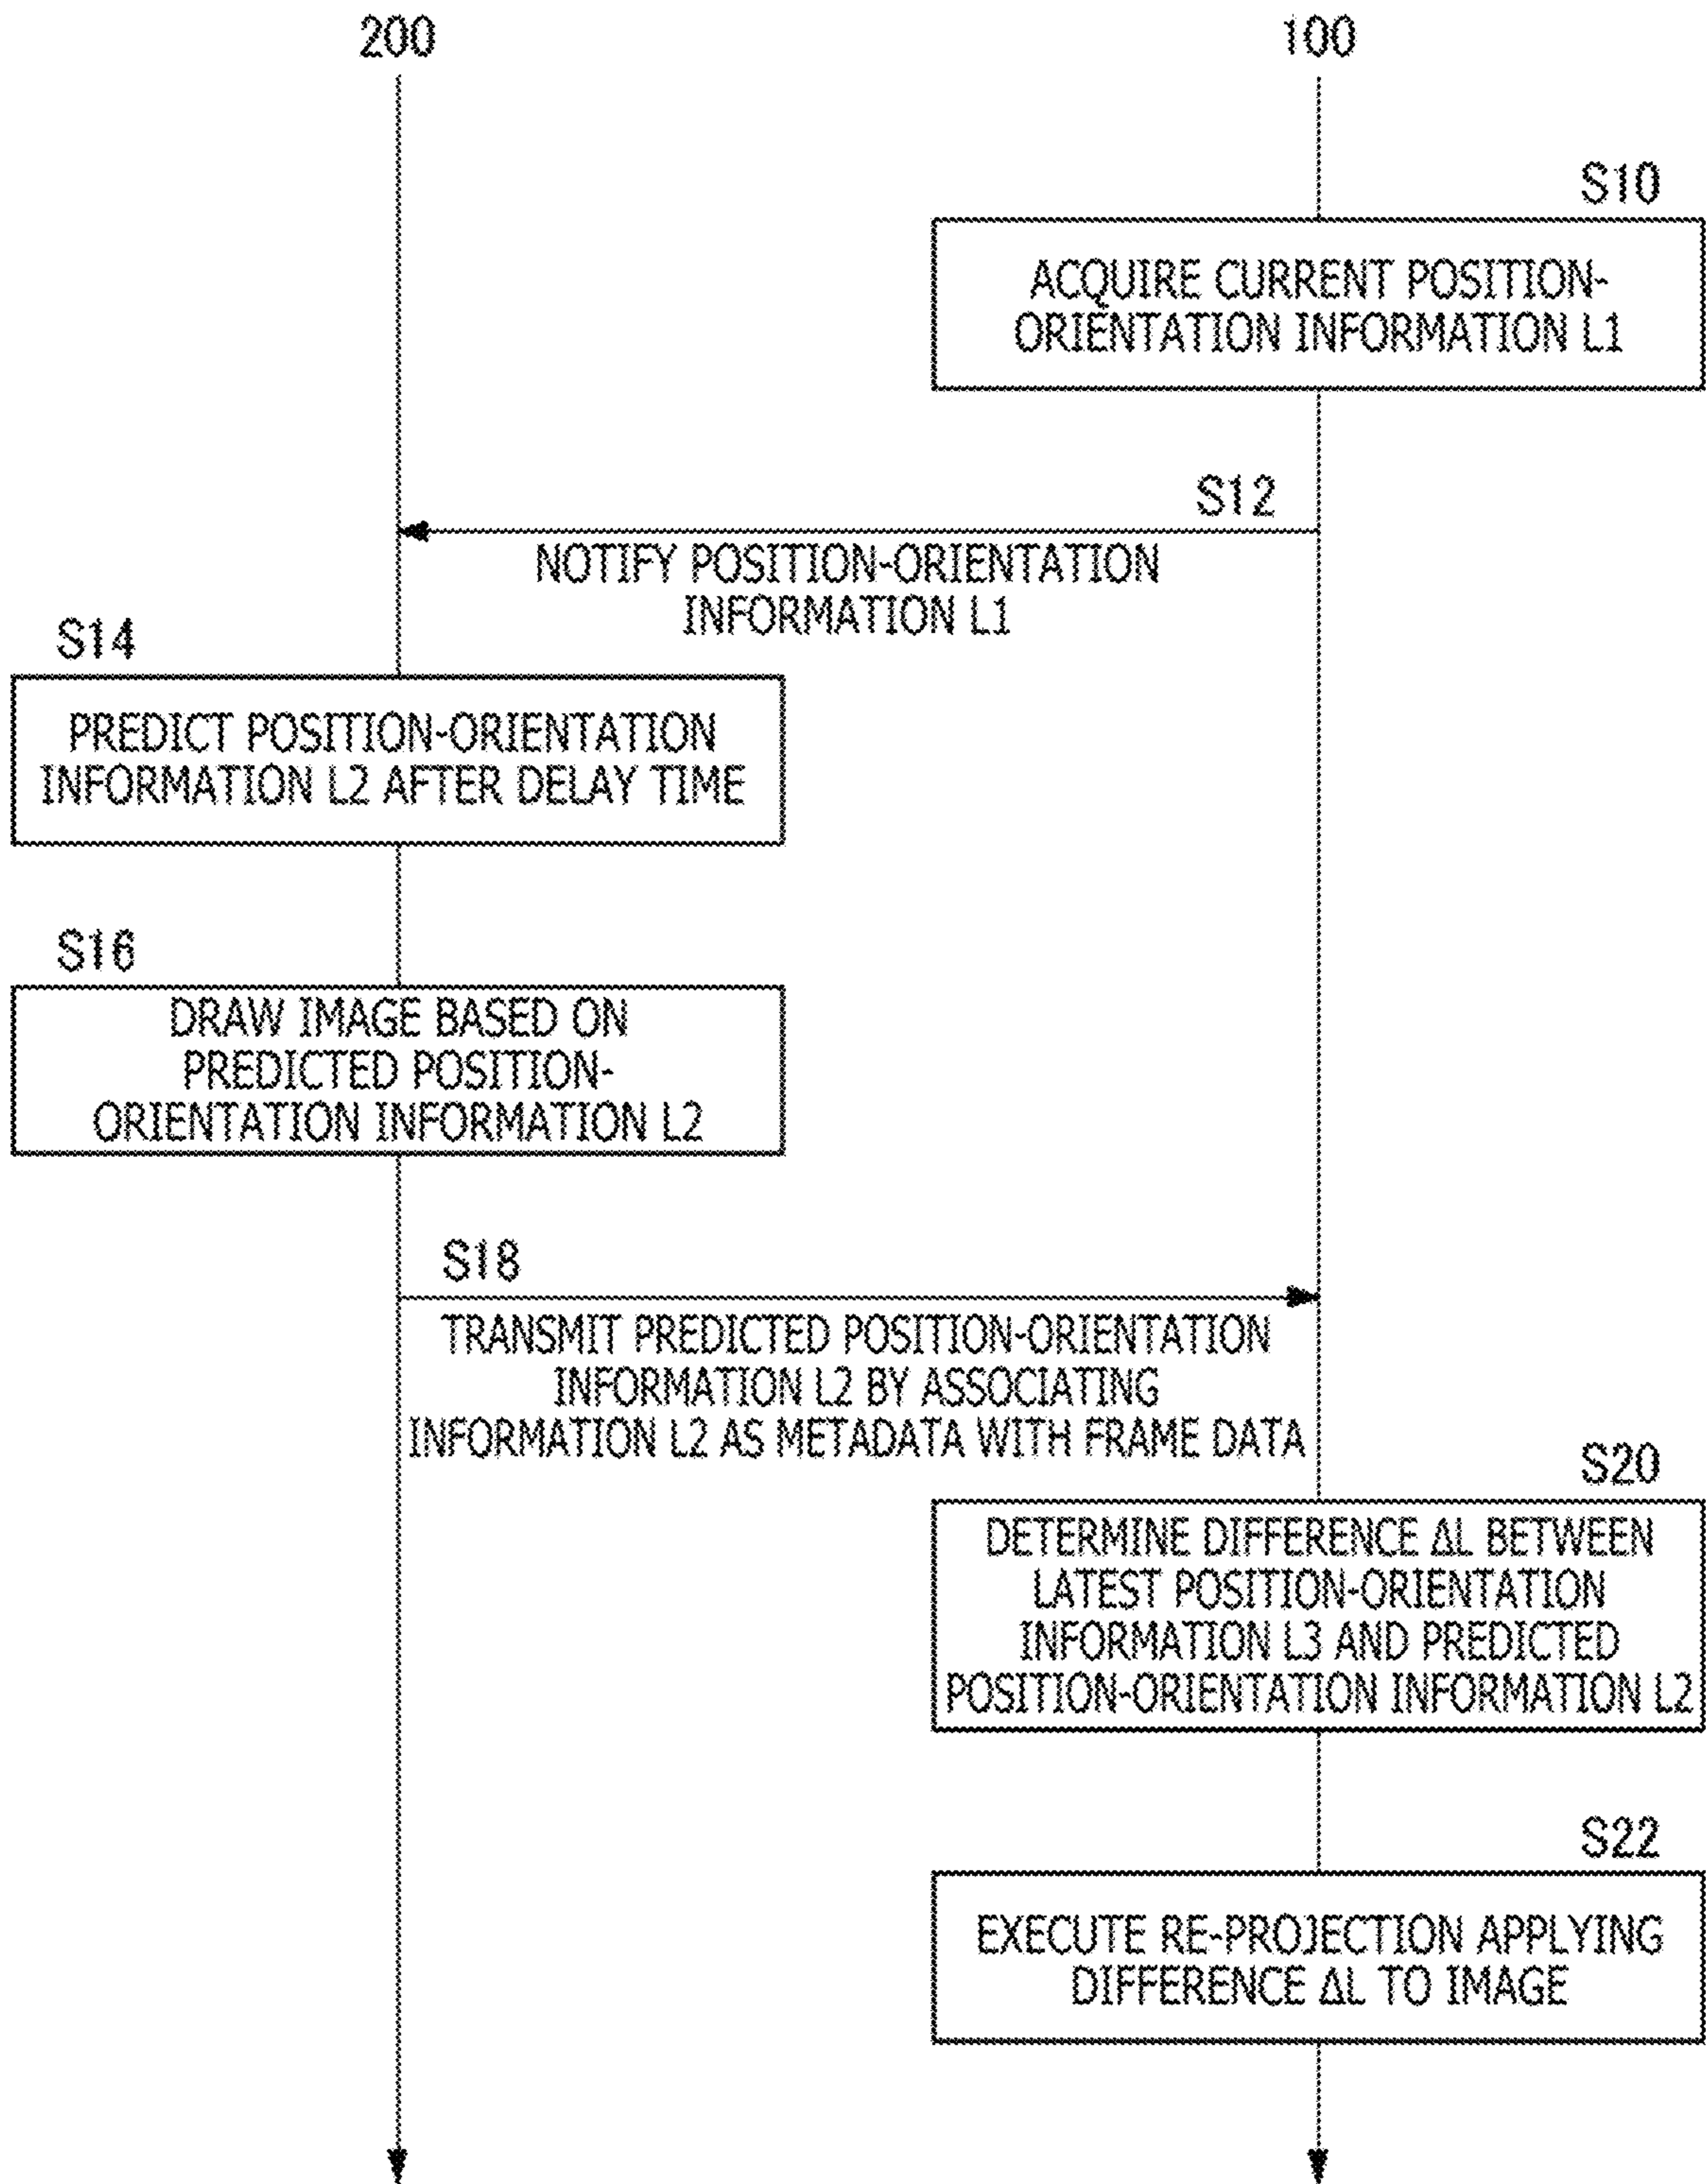 200
100
S10
ACQUIRE CURRENT POSITION-
ORIENTATION INFORMATION L1
S12
NOTIFY POSITION-ORIENTATION
INFORMATION L1
S14
PREDICT POSITION-ORIENTATION
INFORMATION L2 AFTER DELAY TIME
S16
DRAW IMAGE BASED ON
PREDICTED POSITION-
ORIENTATION INFORMATION L2
S18
TRANSMIT PREDICTED POSITION-ORIENTATION
INFORMATION L2 BY ASSOCIATING
INFORMATION L2 AS METADATA WITH FRAME DATA
S20
DETERMINE DIFFERENCE ΔL BETWEEN
LATEST POSITION-ORIENTATION
INFORMATION L3 AND PREDICTED
POSITION-ORIENTATION INFORMATION L2
S22
EXECUTE RE-PROJECTION APPLYING
DIFFERENCE ΔL TO IMAGE